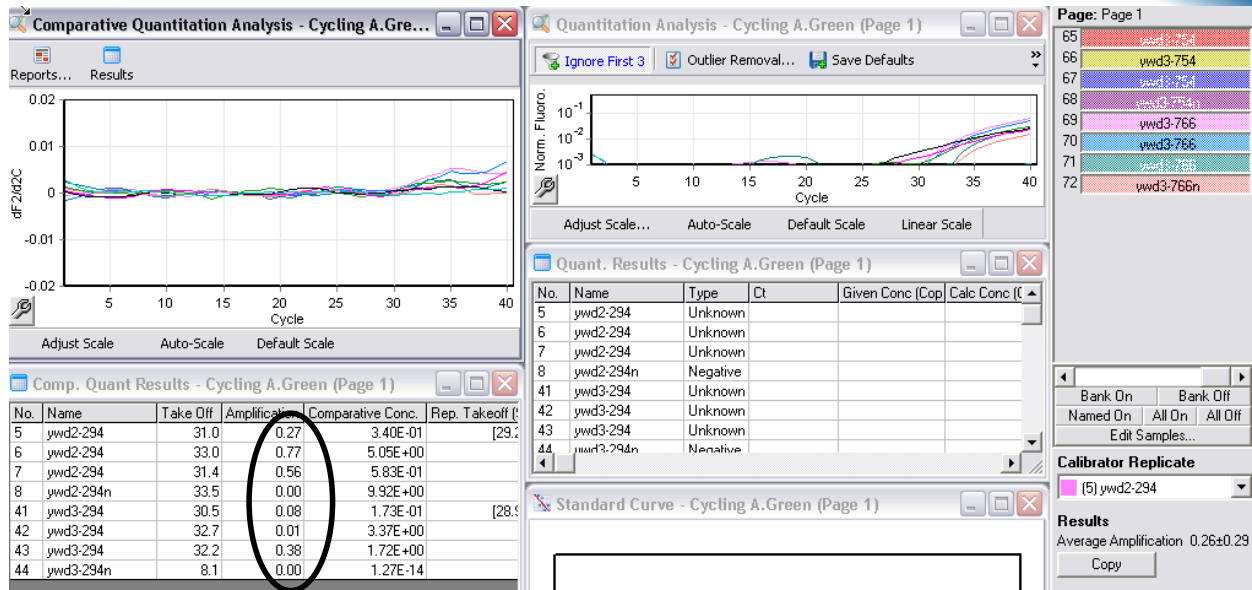 Comparative Quantitation Analysis - Cycling A.Gre...
Reports...
Results
0.02
0.01
0
-0.01
-0.02
dF2/d2C
5 10 15 20 25 30 35 40
Cycle
Adjust Scale
Auto-Scale
Default Scale
Comp. Quant Results - Cycling A.Green (Page 1)
No. Name Take Off Amplification Comparative Conc. Rep. Takeoff (
5 ywd2-294 31.0 0.27 3.40E-01 [29.2
6 ywd2-294 33.0 0.77 5.05E+00
7 ywd2-294 31.4 0.56 5.83E-01
8 ywd2-294n 33.5 0.00 9.92E+00
41 ywd3-294 30.5 0.08 1.73E-01 [28.9
42 ywd3-294 32.7 0.01 3.37E+00
43 ywd3-294 32.2 0.38 1.72E+00
44 ywd3-294n 8.1 0.00 1.27E-14
Quantitation Analysis - Cycling A.Green (Page 1)
Ignore First 3
Outlier Removal...
Save Defaults
Norm. Fluoro.
10-1
10-2
10-3
5 10 15 20 25 30 35 40
Cycle
Adjust Scale...
Auto-Scale
Default Scale
Linear Scale
Quant. Results - Cycling A.Green (Page 1)
No. Name Type Ct Given Conc (Cop Calc Conc (
5 ywd2-294 Unknown
6 ywd2-294 Unknown
7 ywd2-294 Unknown
8 ywd2-294n Negative
41 ywd3-294 Unknown
42 ywd3-294 Unknown
43 ywd3-294 Unknown
44 ywd3-294n Negative
Standard Curve - Cycling A.Green (Page 1)
Page: Page 1
65 ywd3-754
66 ywd3-754
67 ywd3-754
68 ywd3-754n
69 ywd3-766
70 ywd3-766
71 ywd3-766
72 ywd3-766n
Bank On
Bank Off
Named On
All On
All Off
Edit Samples...
Calibrator Replicate
(5) ywd2-294
Results
Average Amplification 0.26±0.29
Copy